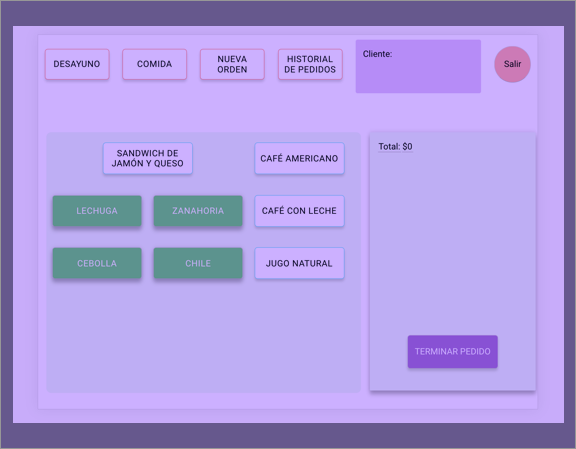 DESAYUNO
COMIDA
NUEVA
ORDEN
HISTORIAL
DE PEDIDOS
Cliente:
Salir
SANDWICH DE
JAMÓN Y QUESO
CAFÉ AMERICANO
LECHUGA
ZANAHORIA
CAFÉ CON LECHE
CEBOLLA
CHILE
JUGO NATURAL
Total: $0
TERMINAR PEDIDO